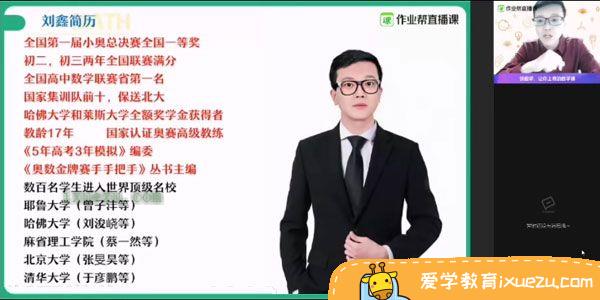 刘鑫简历
作业帮直播课
全国第一届小奥总决赛全国一等奖
初二，初三两年全国联赛满分
全国高中数学联赛省第一名
国家集训队前十，保送北大
哈佛大学和莱斯大学全额奖学金获得者
教龄17年 国家认证奥赛高级教练
《5年高考3年模拟》编委
《奥数金牌赛手手把手》丛书主编
数百名学生进入世界顶级名校
耶鲁大学（曾子沣等）
哈佛大学（刘浚峣等）
麻省理工学院（蔡一然等）
北京大学（张旻昊等）
清华大学（于彦鹏等）
作业帮直播课
爱学教育ixuezu.com